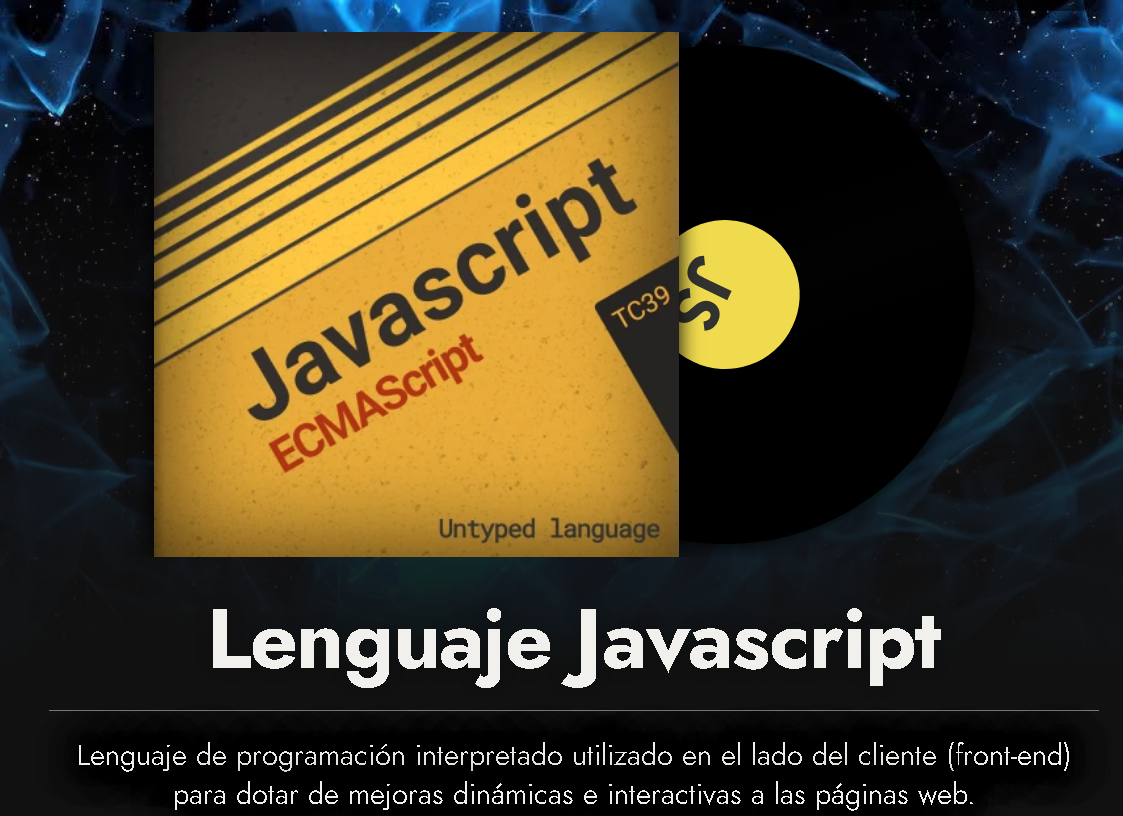 Javascript
ECMAScript
TC39
JS
Untyped language
Lenguaje Javascript
Lenguaje de programación interpretado utilizado en el lado del cliente (front-end)
para dotar de mejoras dinámicas e interactivas a las páginas web.